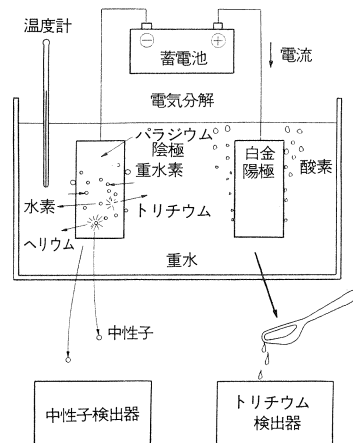 温度計
⊖ ⊕
蓄電池
電流
電気分解
パラジウム
陰極
重水素
白金
陽極
酸素
水素
トリチウム
ヘリウム
重水
中性子
中性子検出器
トリチウム
検出器